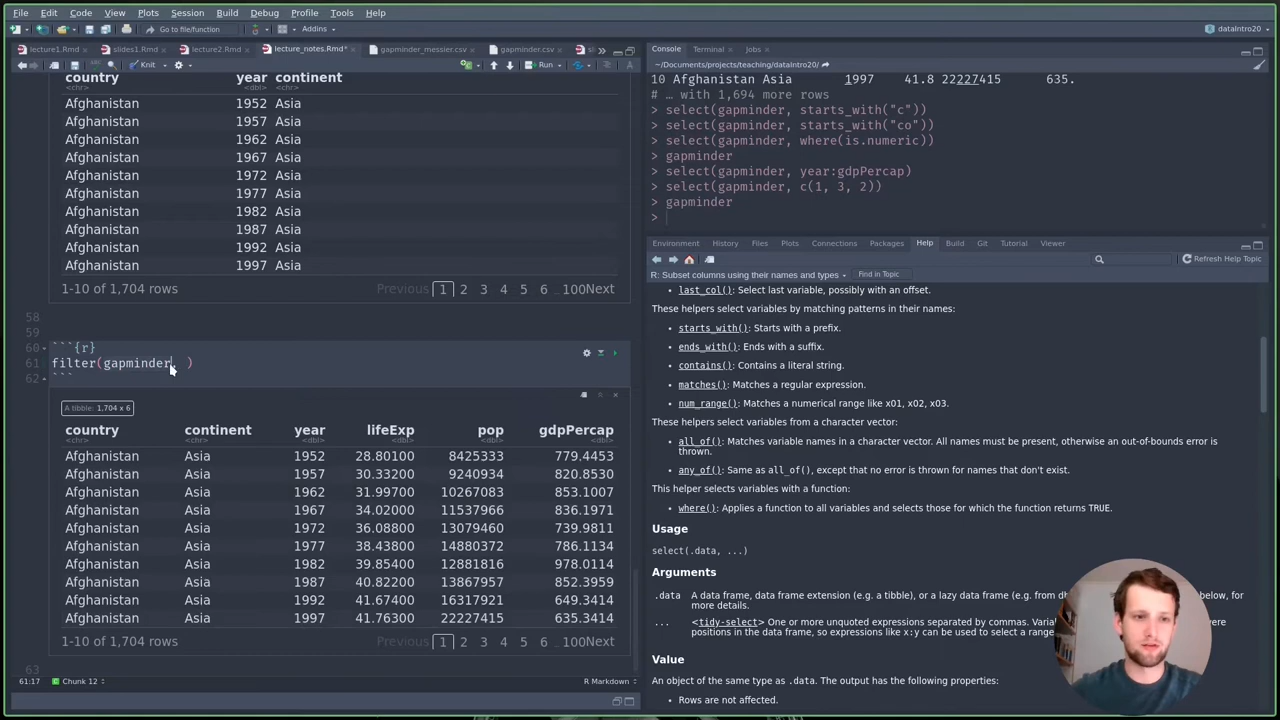 File Edit Code View Plots Session Build Debug Profile Tools Help
Go to file/function Addins dataIntro20
lecture1.Rmd slides1.Rmd lecture2.Rmd lecture_notes.Rmd* gapminder_messier.csv gapminder.csv
Knit Run
country year continent
<chr> <dbl> <chr>
Afghanistan 1952 Asia
Afghanistan 1957 Asia
Afghanistan 1962 Asia
Afghanistan 1967 Asia
Afghanistan 1972 Asia
Afghanistan 1977 Asia
Afghanistan 1982 Asia
Afghanistan 1987 Asia
Afghanistan 1992 Asia
Afghanistan 1997 Asia
1-10 of 1,704 rows Previous 1 2 3 4 5 6 … 100 Next
58
59
60 ```{r}
61 filter(gapminder, )
62 ```
A tibble: 1,704 x 6
country continent year lifeExp pop gdpPercap
<chr> <chr> <dbl> <dbl> <dbl> <dbl>
Afghanistan Asia 1952 28.80100 8425333 779.4453
Afghanistan Asia 1957 30.33200 9240934 820.8530
Afghanistan Asia 1962 31.99700 10267083 853.1007
Afghanistan Asia 1967 34.02000 11537966 836.1971
Afghanistan Asia 1972 36.08800 13079460 739.9811
Afghanistan Asia 1977 38.43800 14880372 786.1134
Afghanistan Asia 1982 39.85400 12881816 978.0114
Afghanistan Asia 1987 40.82200 13867957 852.3959
Afghanistan Asia 1992 41.67400 16317921 649.3414
Afghanistan Asia 1997 41.76300 22227415 635.3414
1-10 of 1,704 rows Previous 1 2 3 4 5 6 … 100 Next
63
61:17 Chunk 12 R Markdown
Console Terminal Jobs
~/Documents/projects/teaching/dataIntro20/
10 Afghanistan Asia 1997 41.8 22227415 635.
# … with 1,694 more rows
> select(gapminder, starts_with("c"))
> select(gapminder, starts_with("co"))
> select(gapminder, where(is.numeric))
> gapminder
> select(gapminder, year:gdpPercap)
> select(gapminder, c(1, 3, 2))
> gapminder
>
Environment History Files Plots Connections Packages Help Build Git Tutorial Viewer
Refresh Help Topic
R: Subset columns using their names and types Find in Topic
• last_col(): Select last variable, possibly with an offset.
These helpers select variables by matching patterns in their names:
• starts_with(): Starts with a prefix.
• ends_with(): Ends with a suffix.
• contains(): Contains a literal string.
• matches(): Matches a regular expression.
• num_range(): Matches a numerical range like x01, x02, x03.
These helpers select variables from a character vector:
• all_of(): Matches variable names in a character vector. All names must be present, otherwise an out-of-bounds error is
thrown.
• any_of(): Same as all_of(), except that no error is thrown for names that don't exist.
This helper selects variables with a function:
• where(): Applies a function to all variables and selects those for which the function returns TRUE.
Usage
select(.data, ...)
Arguments
.data A data frame, data frame extension (e.g. a tibble), or a lazy data frame (e.g. from db below, for
more details.
... <tidy-select> One or more unquoted expressions separated by commas. were
positions in the data frame, so expressions like x:y can be used to select a
Value
An object of the same type as .data. The output has the following properties:
• Rows are not affected.